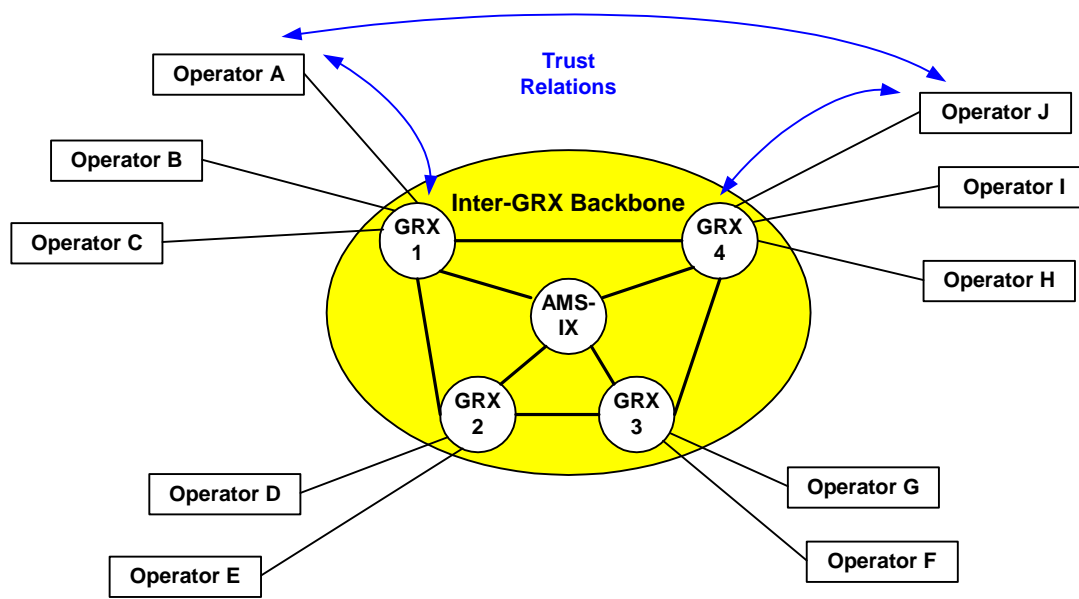 Trust
Relations
Operator A
Operator J
Operator B
Operator I
Inter-GRX Backbone
Operator C
GRX
1
GRX
4
Operator H
AMS-
IX
GRX
2
GRX
3
Operator D
Operator G
Operator E
Operator F